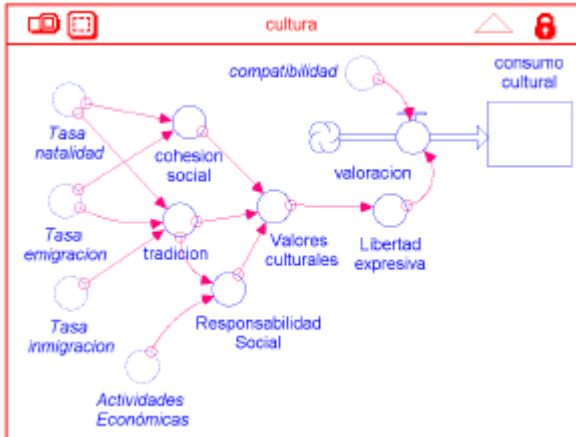 cultura
compatibilidad
consumo
cultural
Tasa
natalidad
cohesion
social
valoracion
Tasa
emigracion
tradicion
Valores
culturales
Libertad
expresiva
Tasa
inmigracion
Responsabilidad
Social
Actividades
Económicas